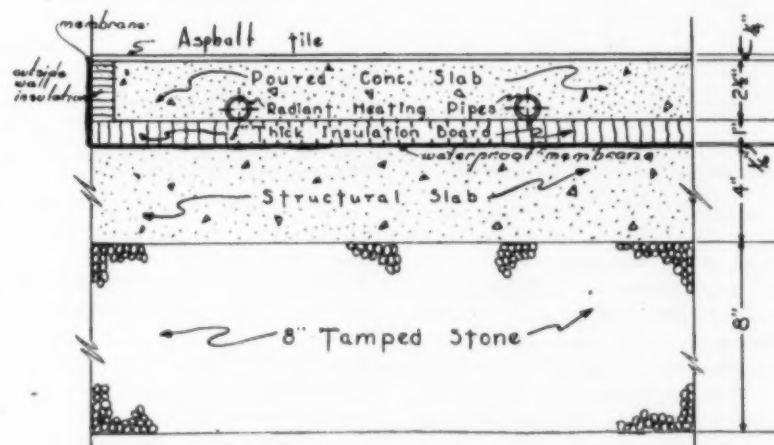 membrane
Asphalt tile
outside
wall
insulation
Poured Conc. Slab
Radiant Heating Pipes
1" Thick Insulation Board
waterproof membrane
Structural Slab
8" Tamped Stone
2½"
1"
4"
8"